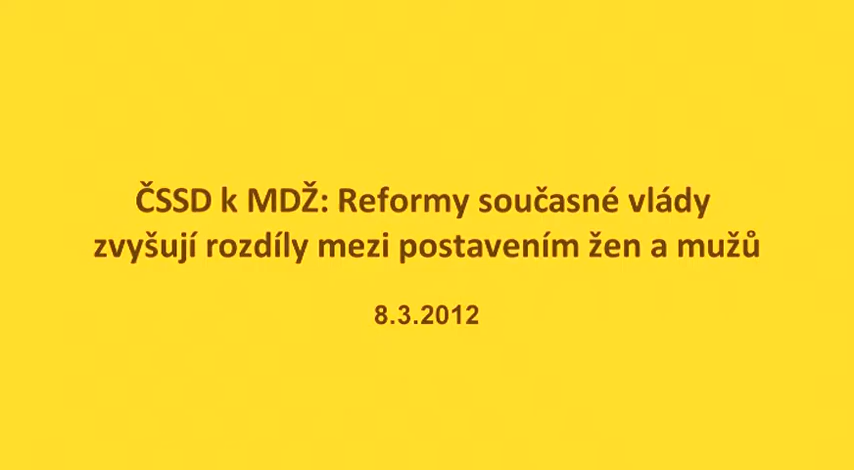 ČSSD k MDŽ: Reformy současné vlády
zvyšují rozdíly mezi postavením žen a mužů
8.3.2012